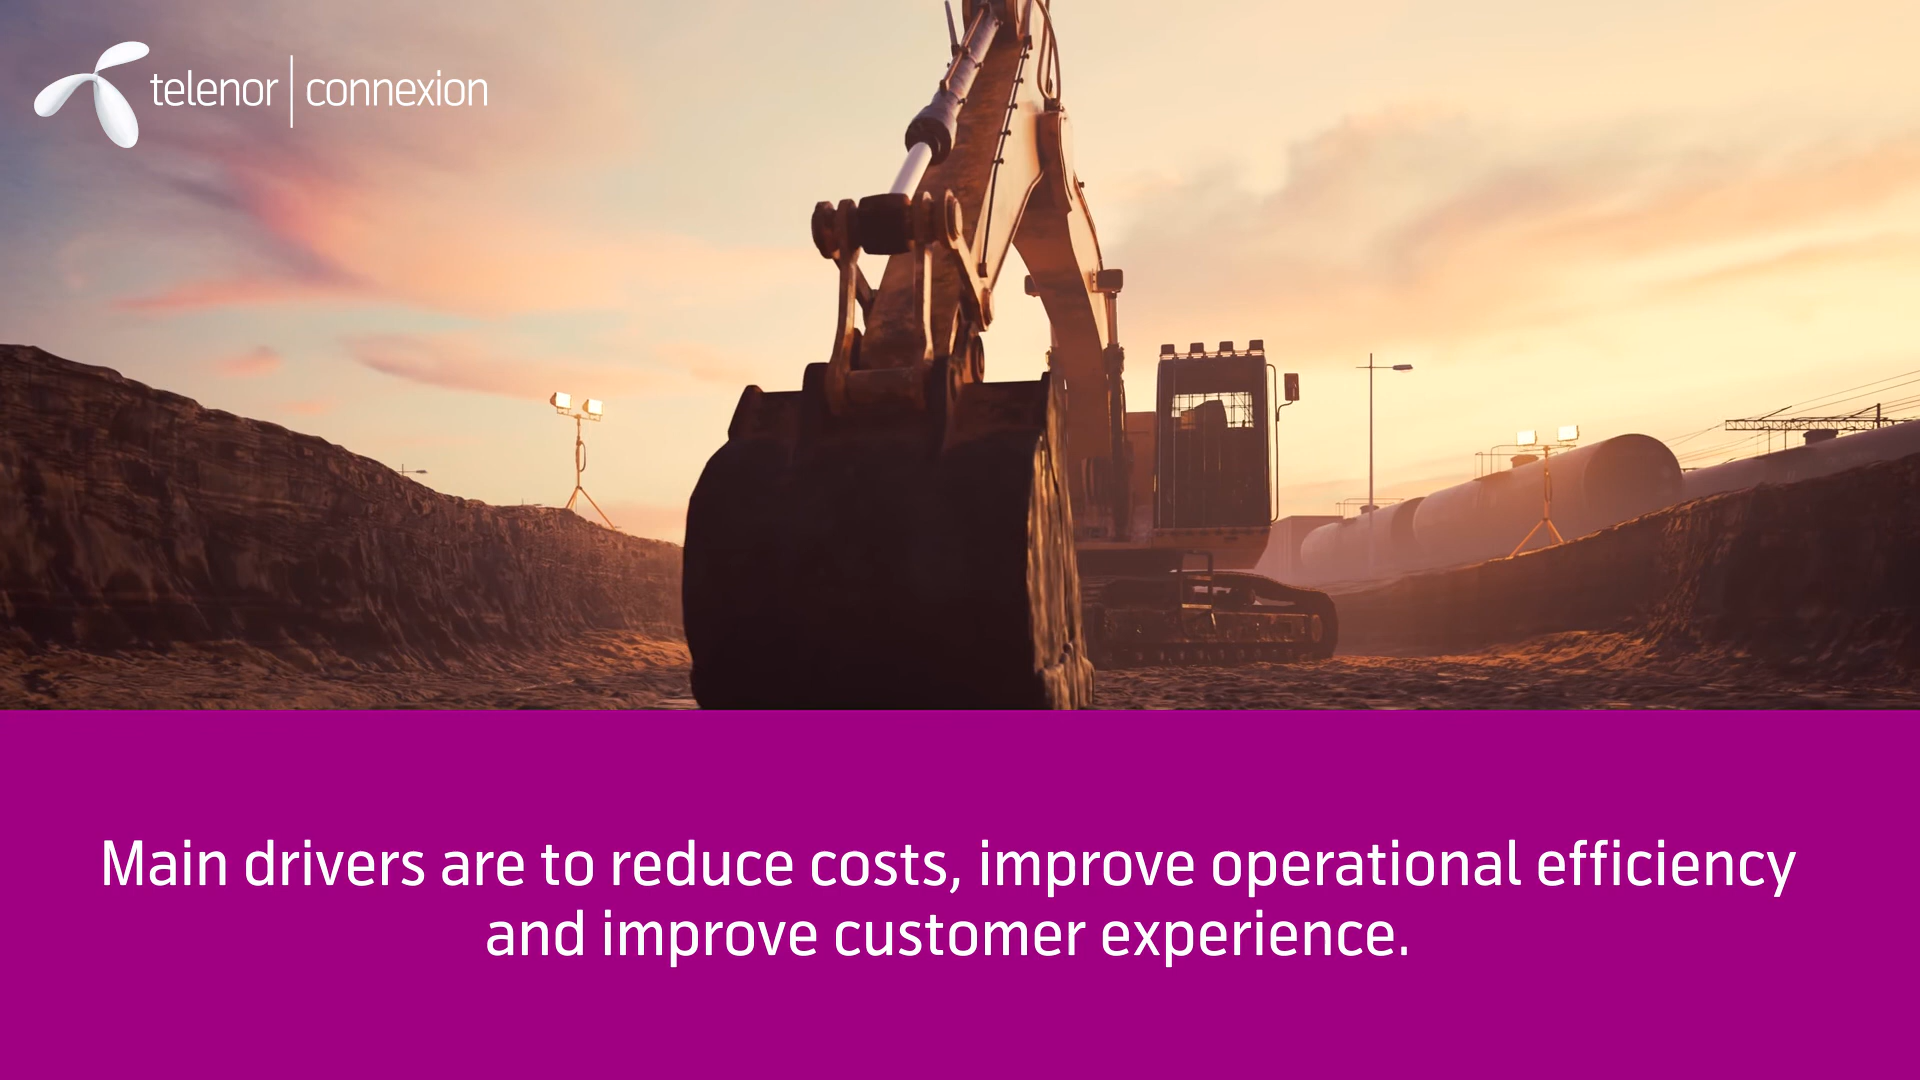 telenor | connexion
Main drivers are to reduce costs, improve operational efficiency
and improve customer experience.